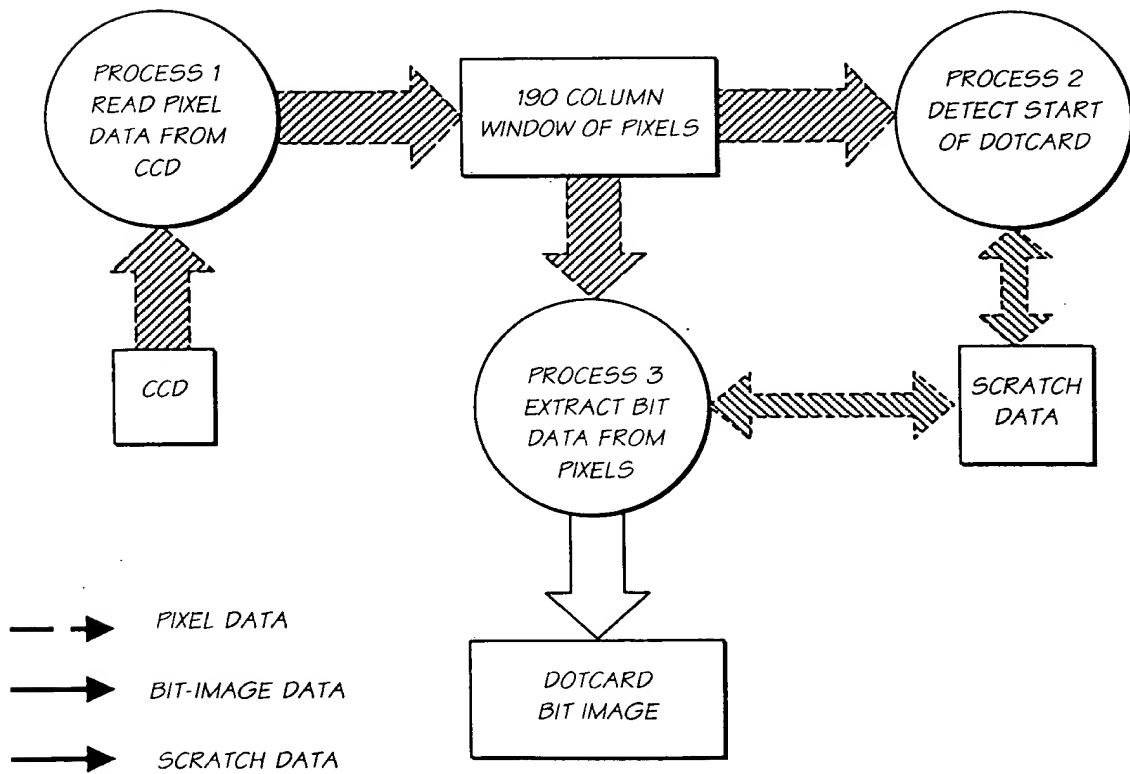 PROCESS 1
READ PIXEL
DATA FROM
CCD
190 COLUMN
WINDOW OF PIXELS
PROCESS 2
DETECT START
OF DOTCARD
CCD
PROCESS 3
EXTRACT BIT
DATA FROM
PIXELS
SCRATCH
DATA
DOTCARD
BIT IMAGE
PIXEL DATA
BIT-IMAGE DATA
SCRATCH DATA